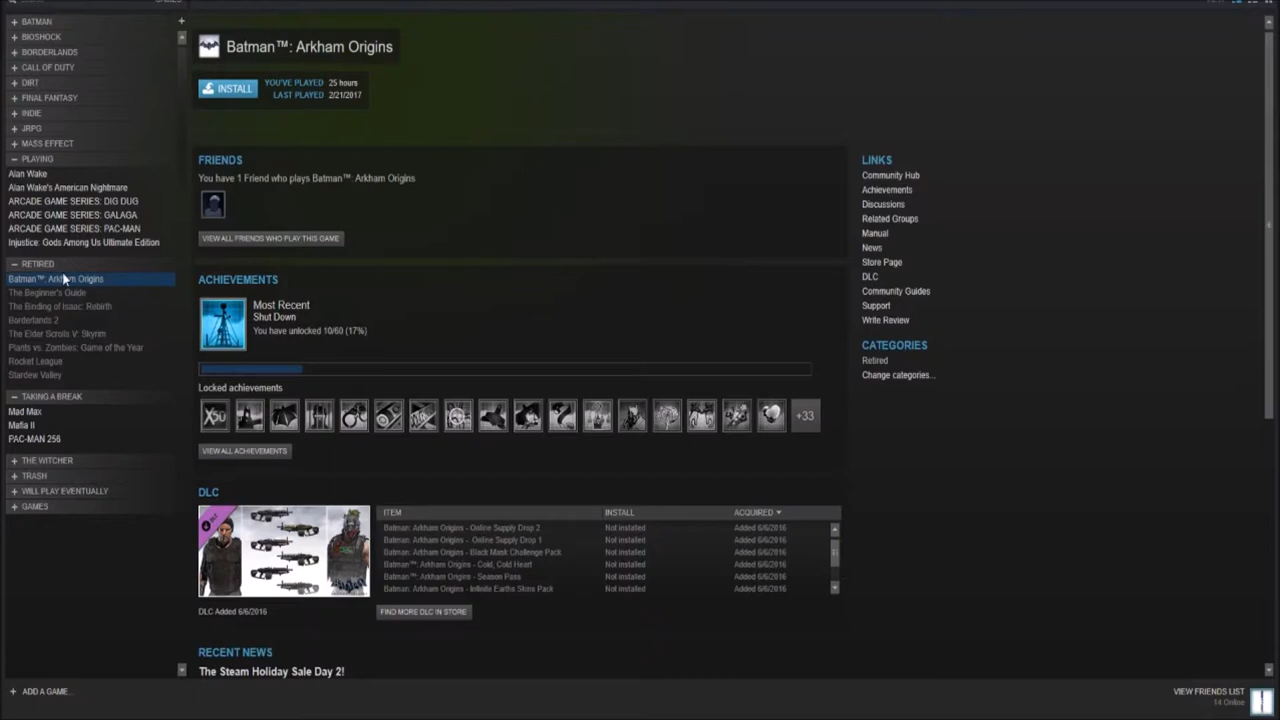 + BATMAN
+ BIOSHOCK
+ BORDERLANDS
+ CALL OF DUTY
+ DIRT
+ FINAL FANTASY
+ INDIE
+ JRPG
+ MASS EFFECT
− PLAYING
Alan Wake
Alan Wake's American Nightmare
ARCADE GAME SERIES: DIG DUG
ARCADE GAME SERIES: GALAGA
ARCADE GAME SERIES: PAC-MAN
Injustice: Gods Among Us Ultimate Edition
− RETIRED
Batman™: Arkham Origins
The Beginner's Guide
The Binding of Isaac: Rebirth
Borderlands 2
The Elder Scrolls V: Skyrim
Plants vs. Zombies: Game of the Year
Rocket League
Stardew Valley
− TAKING A BREAK
Mad Max
Mafia II
PAC-MAN 256
+ THE WITCHER
+ TRASH
+ WILL PLAY EVENTUALLY
+ GAMES
+ ADD A GAME...
Batman™: Arkham Origins
INSTALL
YOU'VE PLAYED 25 hours
LAST PLAYED 2/21/2017
FRIENDS
You have 1 Friend who plays Batman™: Arkham Origins
VIEW ALL FRIENDS WHO PLAY THIS GAME
ACHIEVEMENTS
Most Recent
Shut Down
You have unlocked 10/60 (17%)
Locked achievements
X50
+33
VIEW ALL ACHIEVEMENTS
DLC
ITEM INSTALL ACQUIRED
Batman: Arkham Origins - Online Supply Drop 2 Not installed Added 6/6/2016
Batman: Arkham Origins - Online Supply Drop 1 Not installed Added 6/6/2016
Batman: Arkham Origins - Black Mask Challenge Pack Not installed Added 6/6/2016
Batman™: Arkham Origins - Cold, Cold Heart Not installed Added 6/6/2016
Batman™: Arkham Origins - Season Pass Not installed Added 6/6/2016
Batman: Arkham Origins - Infinite Earths Skins Pack Not installed Added 6/6/2016
DLC
DLC Added 6/6/2016
FIND MORE DLC IN STORE
RECENT NEWS
The Steam Holiday Sale Day 2!
LINKS
Community Hub
Achievements
Discussions
Related Groups
Manual
News
Store Page
DLC
Community Guides
Support
Write Review
CATEGORIES
Retired
Change categories...
VIEW FRIENDS LIST
14 Online